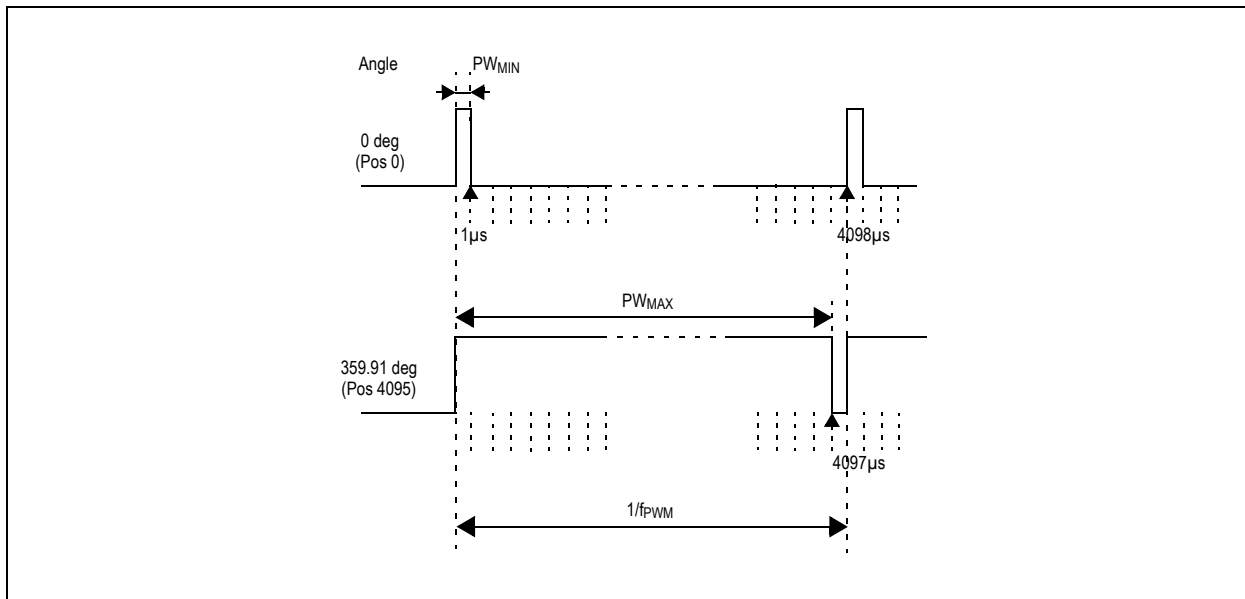 Angle
PWMIN
0 deg
(Pos 0)
1µs
4098µs
PWMAX
359.91 deg
(Pos 4095)
4097µs
1/fPWM